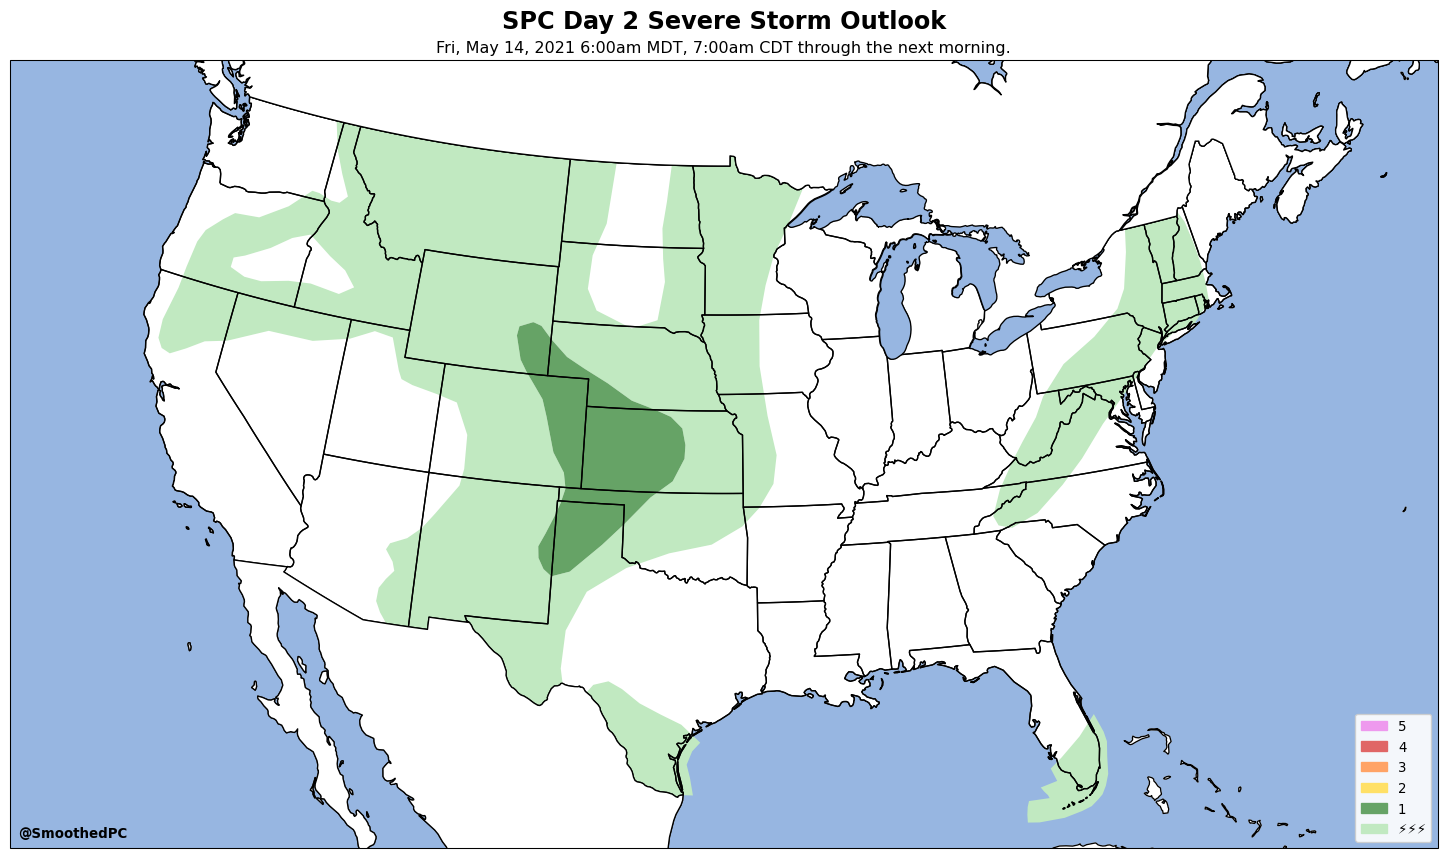 SPC Day 2 Severe Storm Outlook
Fri, May 14, 2021 6:00am MDT, 7:00am CDT through the next morning.
5
4
3
2
1
⚡⚡⚡
@SmoothedPC